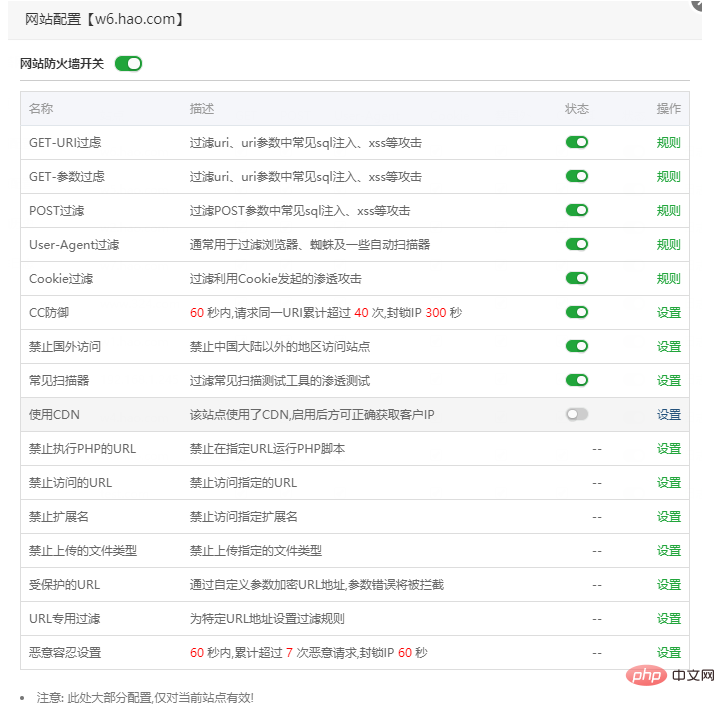 网站配置【w6.hao.com】
网站防火墙开关
名称 描述 状态 操作
GET-URI过虑 过滤uri、uri参数中常见sql注入、xss等攻击 规则
GET-参数过虑 过滤uri、uri参数中常见sql注入、xss等攻击 规则
POST过滤 过滤POST参数中常见sql注入、xss等攻击 规则
User-Agent过滤 通常用于过滤浏览器、蜘蛛及一些自动扫描器 规则
Cookie过滤 过滤利用Cookie发起的渗透攻击 规则
CC防御 60 秒内,请求同一URI累计超过 40 次,封锁IP 300 秒 设置
禁止国外访问 禁止中国大陆以外的地区访问站点 设置
常见扫描器 过滤常见扫描测试工具的渗透测试 设置
使用CDN 该站点使用了CDN,启用后方可正确获取客户IP 设置
禁止执行PHP的URL 禁止在指定URL运行PHP脚本 -- 设置
禁止访问的URL 禁止访问指定的URL -- 设置
禁止扩展名 禁止访问指定扩展名 -- 设置
禁止上传的文件类型 禁止上传指定的文件类型 -- 设置
受保护的URL 通过自定义参数加密URL地址,参数错误将被拦截 -- 设置
URL专用过滤 为特定URL地址设置过滤规则 -- 设置
恶意容忍设置 60 秒内,累计超过 7 次恶意请求,封锁IP 60 秒 -- 设置
php 中文网
注意: 此处大部分配置,仅对当前站点有效!